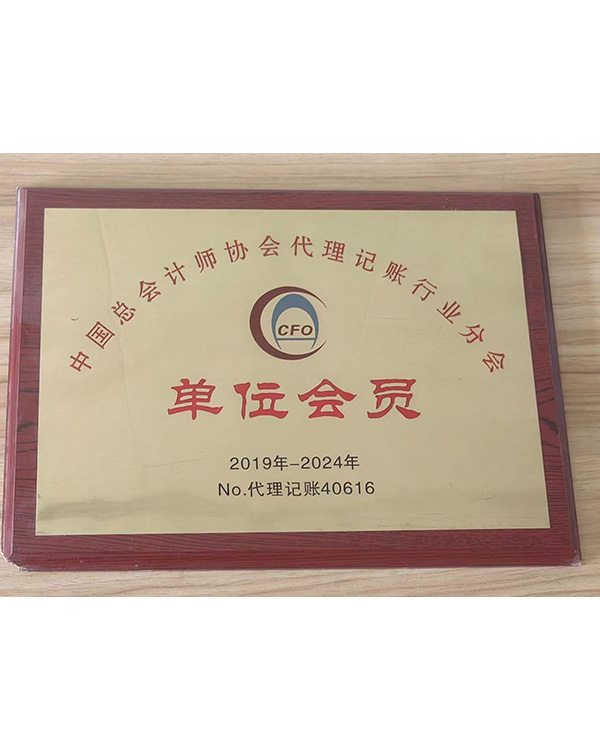 中国总会计师协会代理记账行业分会
CFO
单位会员
2019年-2024年
No.代理记账40616